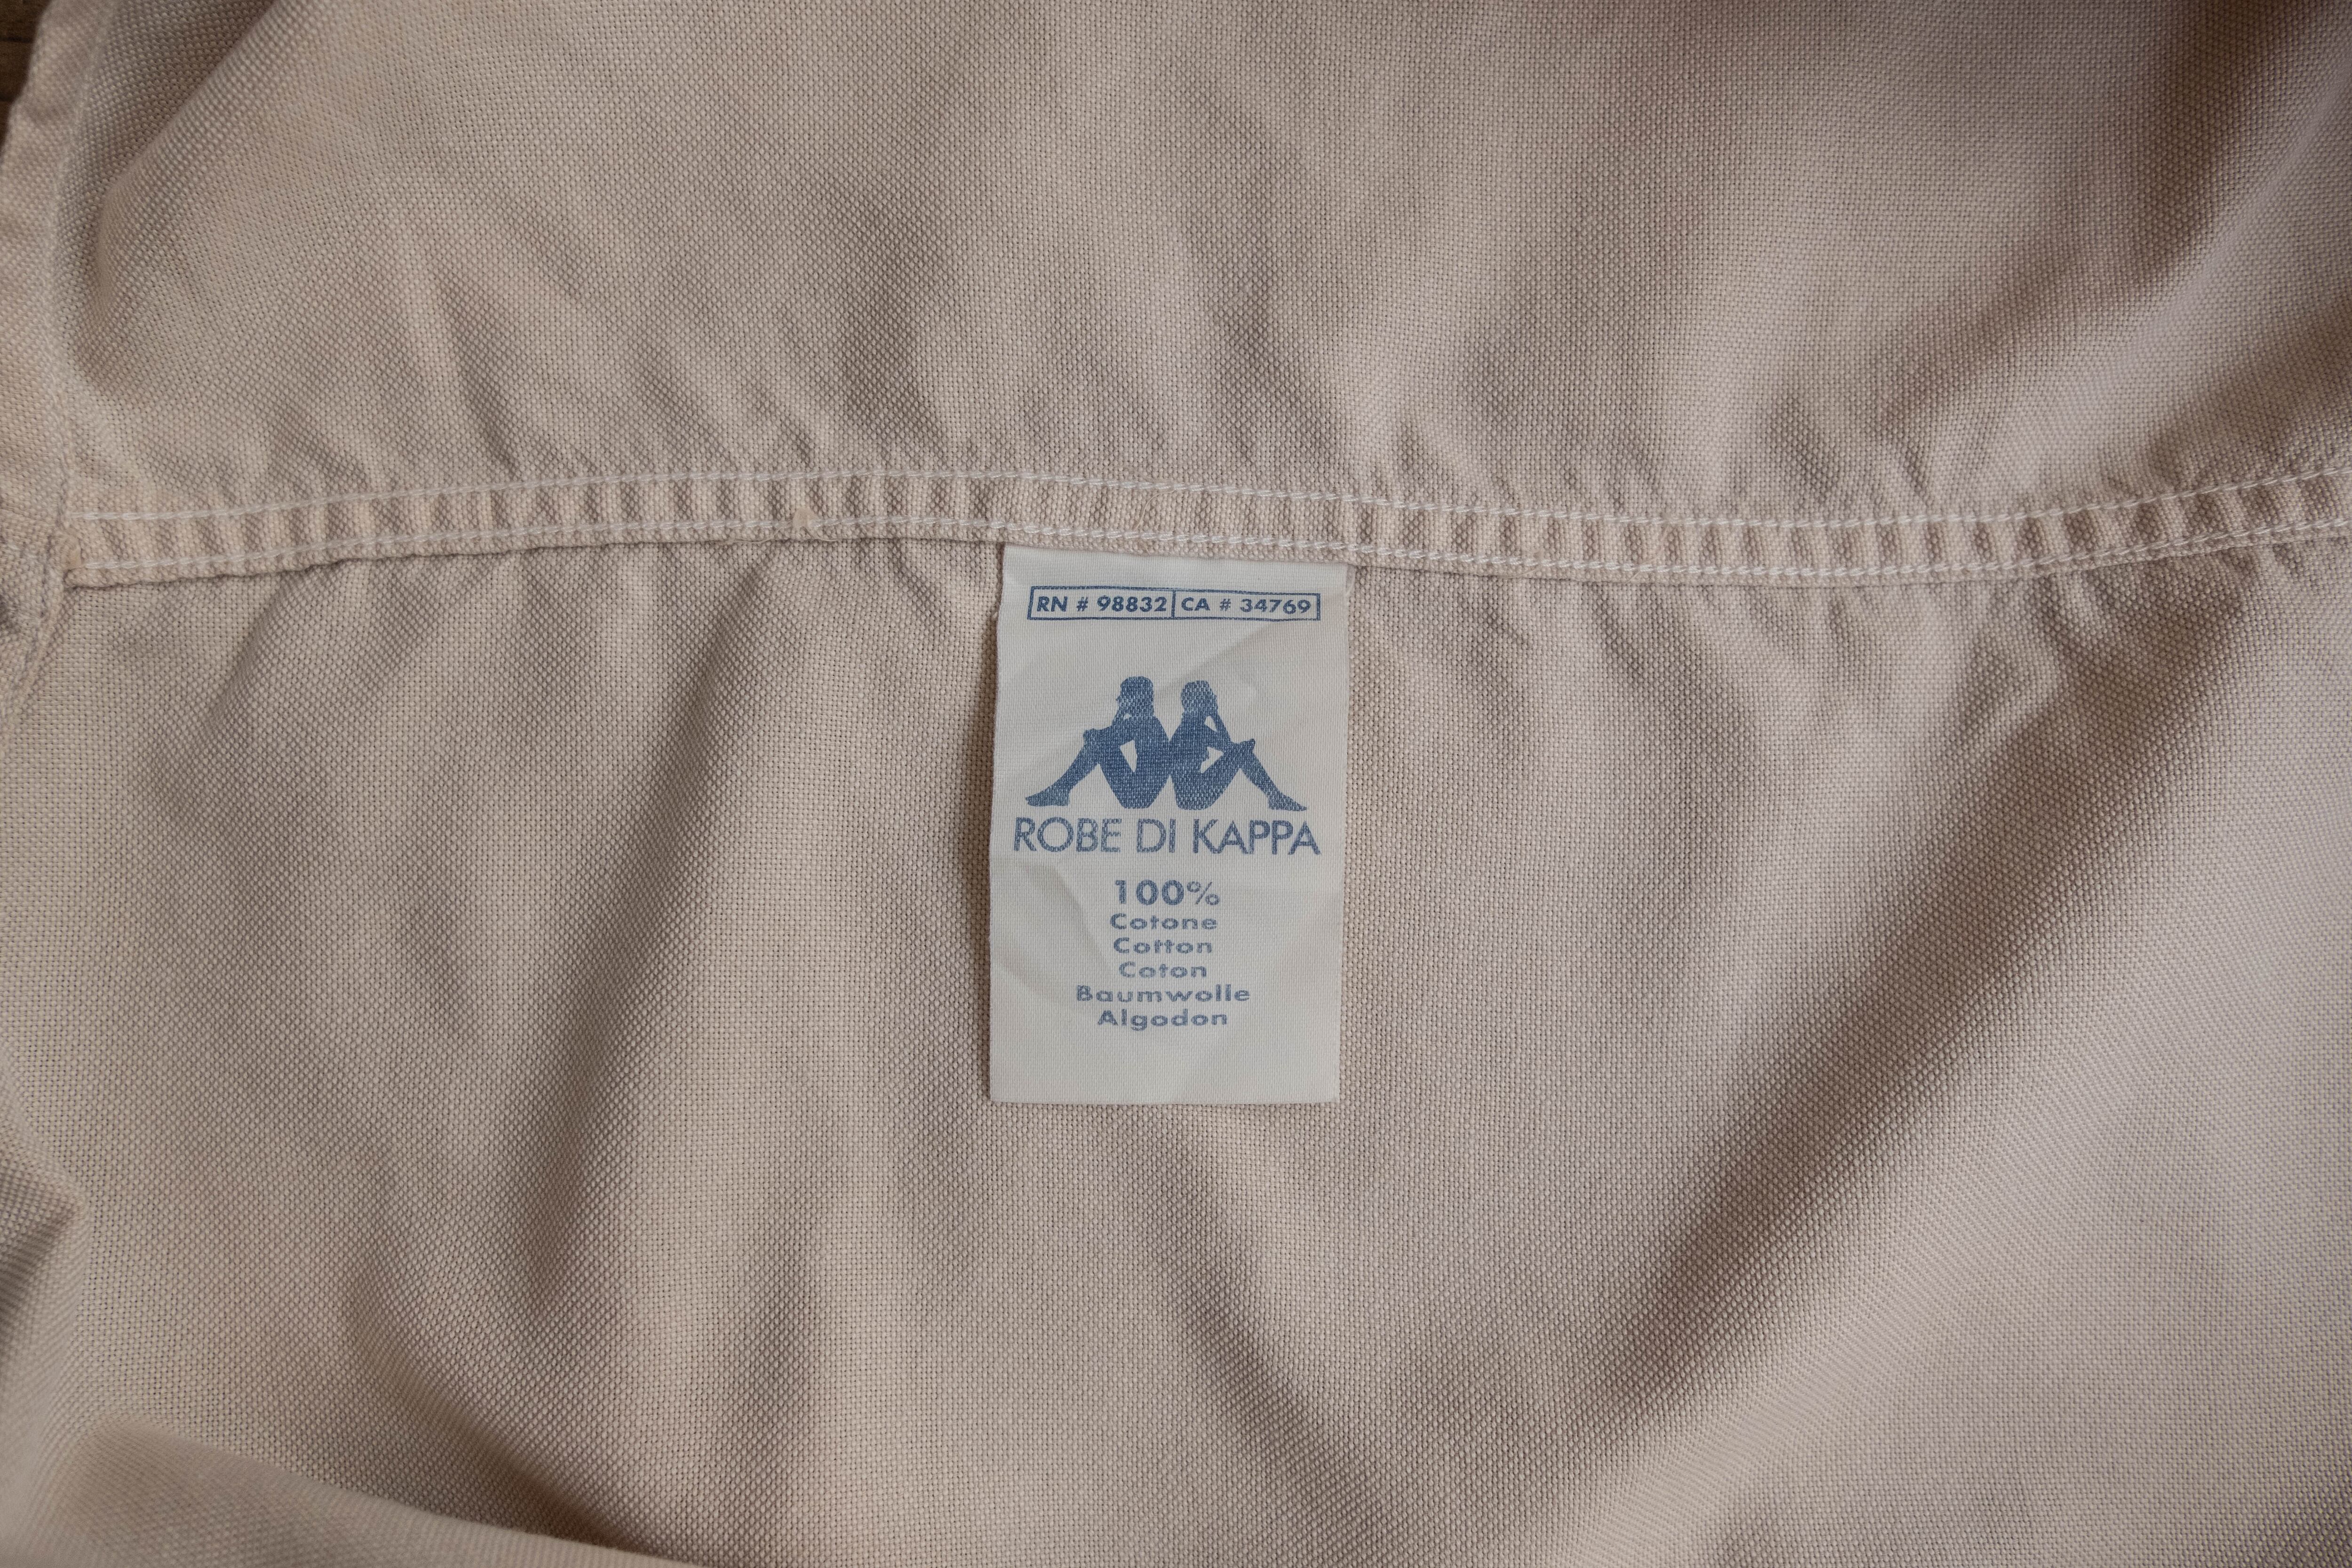 RN # 98832 CA # 34769
ROBE DI KAPPA
100%
Cotone
Cotton
Coton
Baumwolle
Algodon